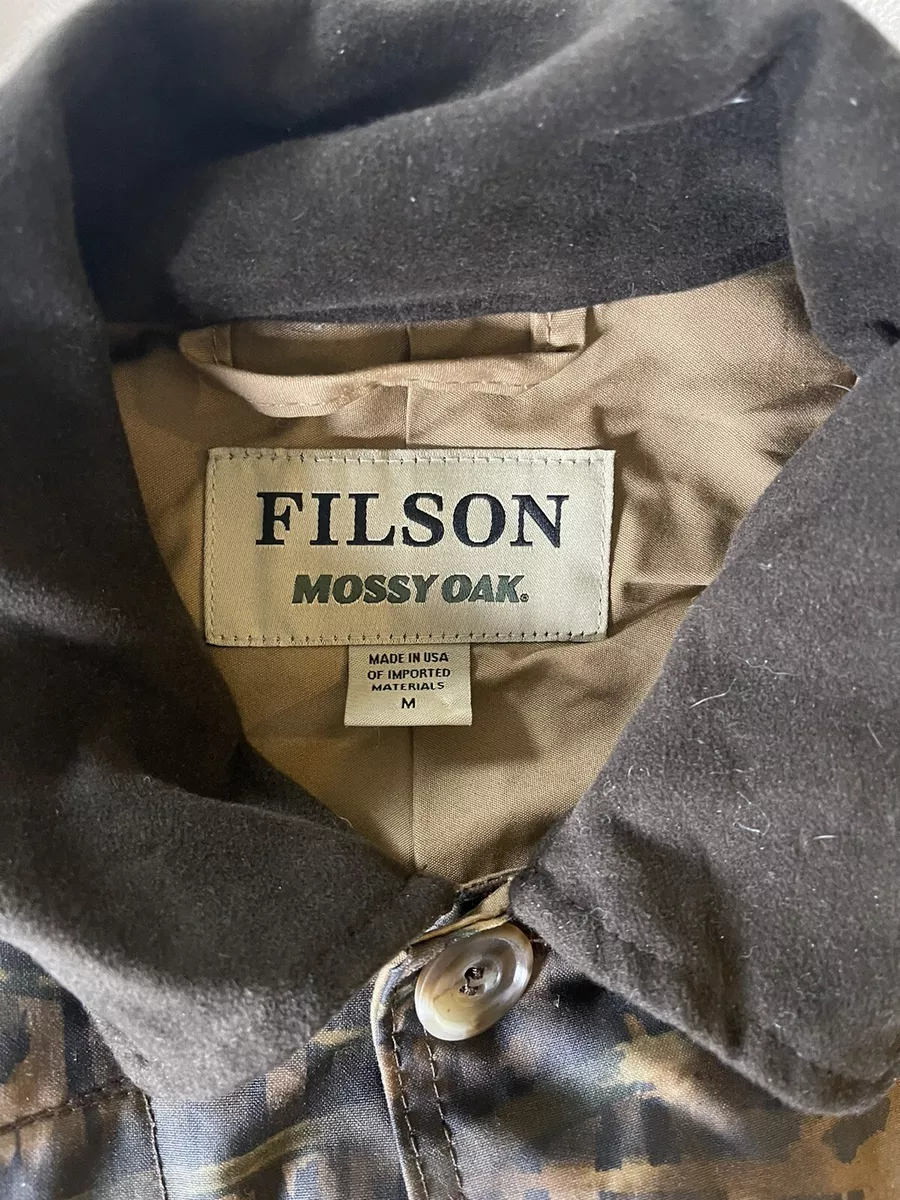 FILSON
MOSSY OAK®
MADE IN USA
OF IMPORTED
MATERIALS
M